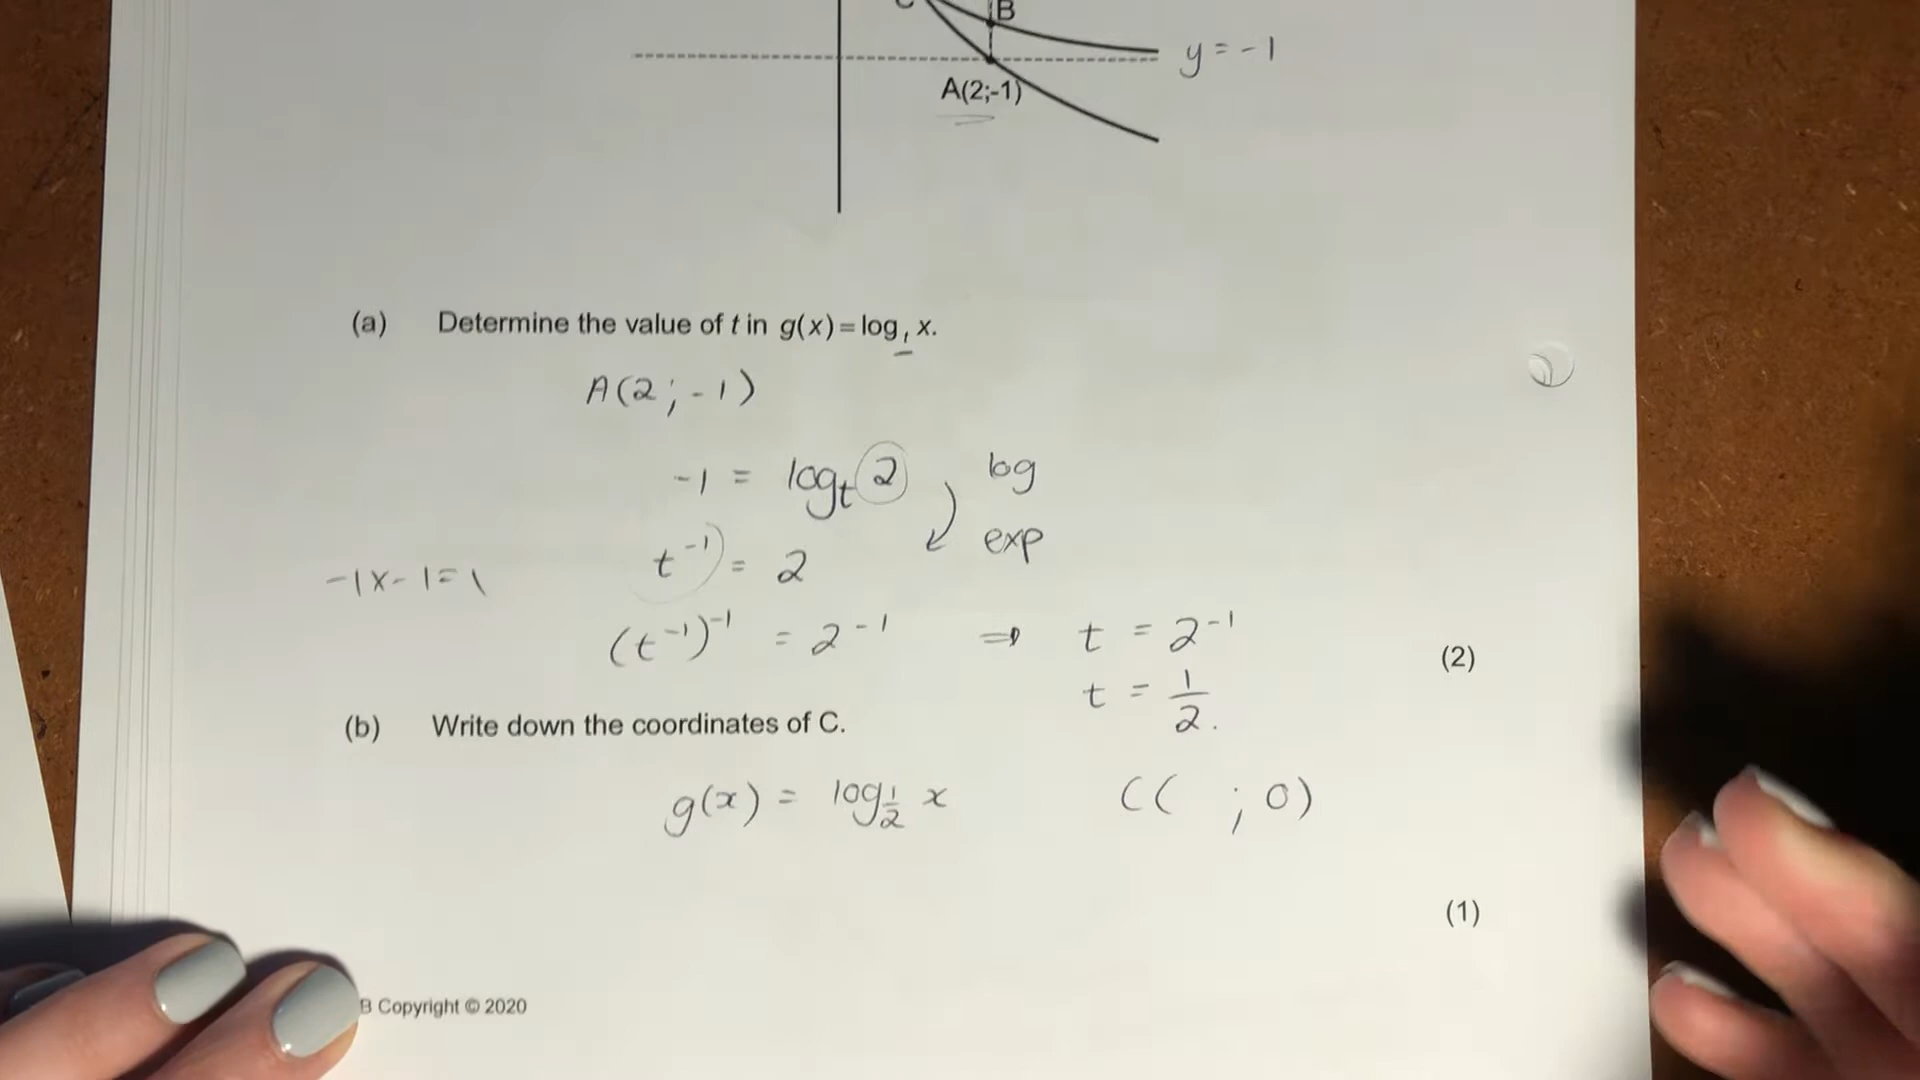 C B
y = -1
A(2;-1)
(a) Determine the value of t in g(x)=log_t x.
A(2;-1)
-1 = log_t 2 log
t^-1 = 2 exp
-1x-1=1
(t^-1)^-1 = 2^-1 ⇒ t = 2^-1
(2)
t = 1/2.
(b) Write down the coordinates of C.
g(x) = log_1/2 x C( ;0)
(1)
B Copyright © 2020